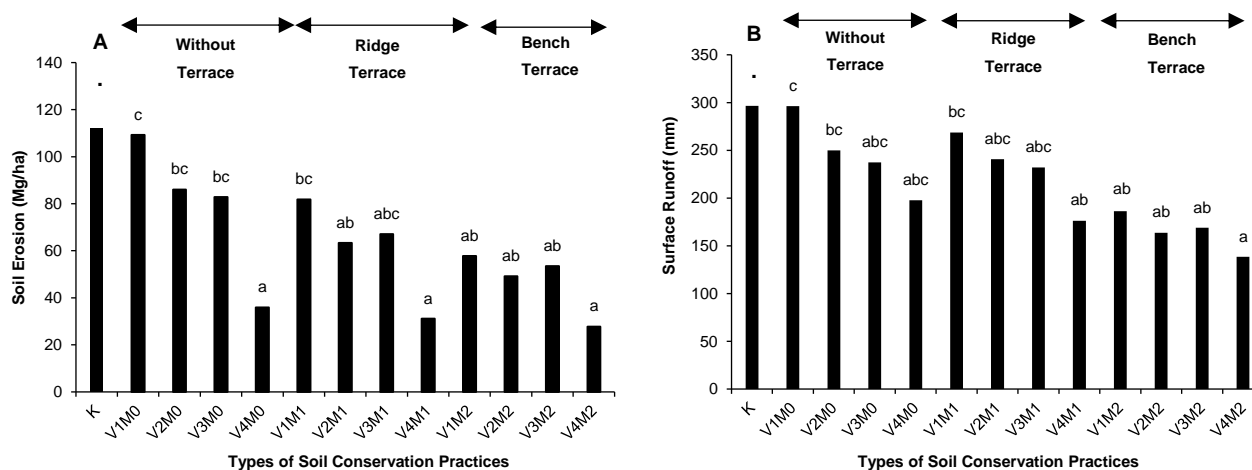 A
Without
Terrace
Ridge
Terrace
Bench
Terrace
Soil Erosion (Mg/ha)
140
120
100
80
60
40
20
0
.
c
bc
bc
a
bc
ab
abc
a
ab
ab
ab
a
K
V1M0
V2M0
V3M0
V4M0
V1M1
V2M1
V3M1
V4M1
V1M2
V2M2
V3M2
V4M2
Types of Soil Conservation Practices
B
Without
Terrace
Ridge
Terrace
Bench
Terrace
Surface Runoff (mm)
350
300
250
200
150
100
50
0
.
c
bc
abc
abc
bc
abc
abc
ab
ab
ab
ab
a
K
V1M0
V2M0
V3M0
V4M0
V1M1
V2M1
V3M1
V4M1
V1M2
V2M2
V3M2
V4M2
Types of Soil Conservation Practices